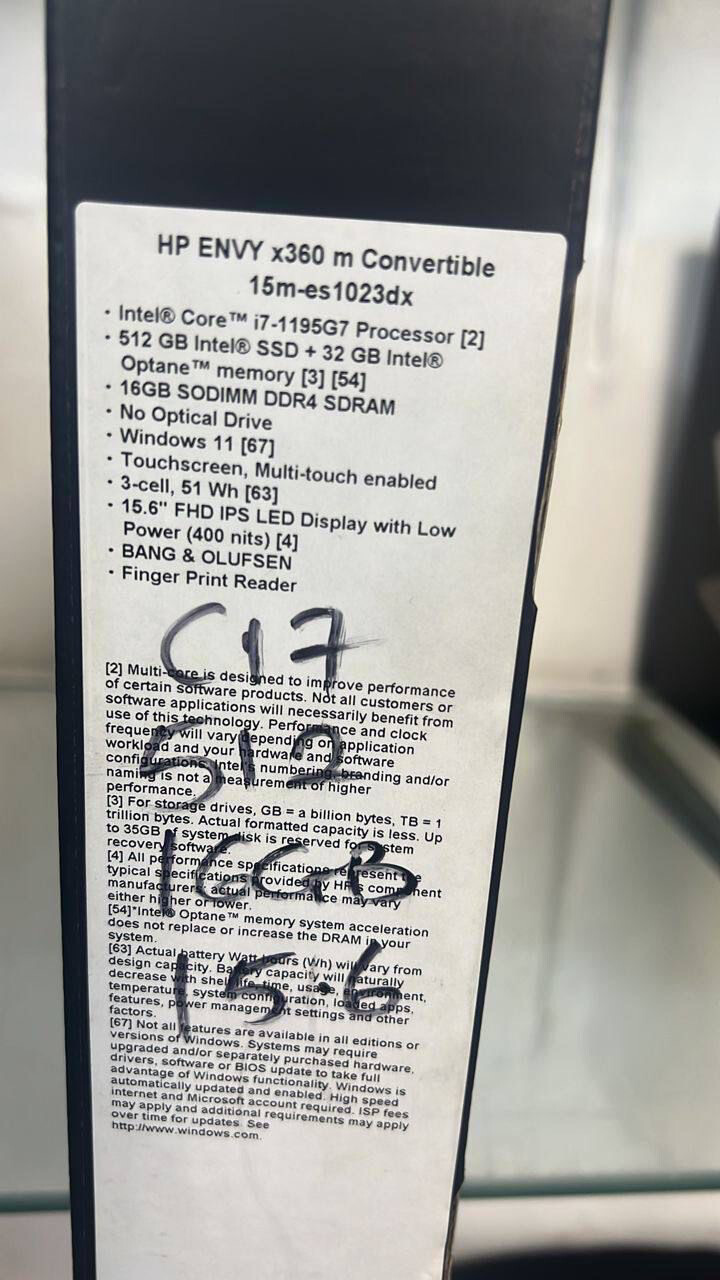 HP ENVY x360 m Convertible
15m-es1023dx
• Intel® Core™ i7-1195G7 Processor [2]
• 512 GB Intel® SSD + 32 GB Intel®
Optane™ memory [3] [54]
• 16GB SODIMM DDR4 SDRAM
• No Optical Drive
• Windows 11 [67]
• Touchscreen, Multi-touch enabled
• 3-cell, 51 Wh [63]
• 15.6" FHD IPS LED Display with Low
Power (400 nits) [4]
• BANG & OLUFSEN
• Finger Print Reader
C.i7
[2] Multi-core is designed to improve performance
of certain software products. Not all customers or
software applications will necessarily benefit from
use of this technology. Performance and clock
frequency will vary depending on application
workload and your hardware and software
configurations. Intel's numbering, branding and/or
naming is not a measurement of higher
performance.
512
[3] For storage drives, GB = a billion bytes, TB = 1
trillion bytes. Actual formatted capacity is less. Up
to 35GB of system disk is reserved for system
recovery software.
[4] All performance specifications represent the
typical specifications provided by HP's component
manufacturers; actual performance may vary
either higher or lower.
16GB
[54]*Intel® Optane™ memory system acceleration
does not replace or increase the DRAM in your
system.
[63] Actual battery Watt-hours (Wh) will vary from
design capacity. Battery capacity will naturally
decrease with shelf life, time, usage, environment,
temperature, system configuration, loaded apps,
features, power management settings and other
factors.
15.6
[67] Not all features are available in all editions or
versions of Windows. Systems may require
upgraded and/or separately purchased hardware,
drivers, software or BIOS update to take full
advantage of Windows functionality. Windows is
automatically updated and enabled. High speed
internet and Microsoft account required. ISP fees
may apply and additional requirements may apply
over time for updates. See
http://www.windows.com.